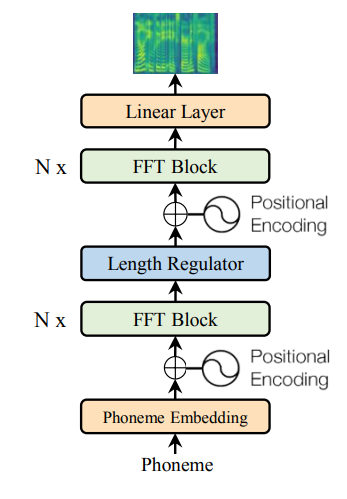 Linear Layer
N x
FFT Block
Positional
Encoding
Length Regulator
N x
FFT Block
Positional
Encoding
Phoneme Embedding
Phoneme